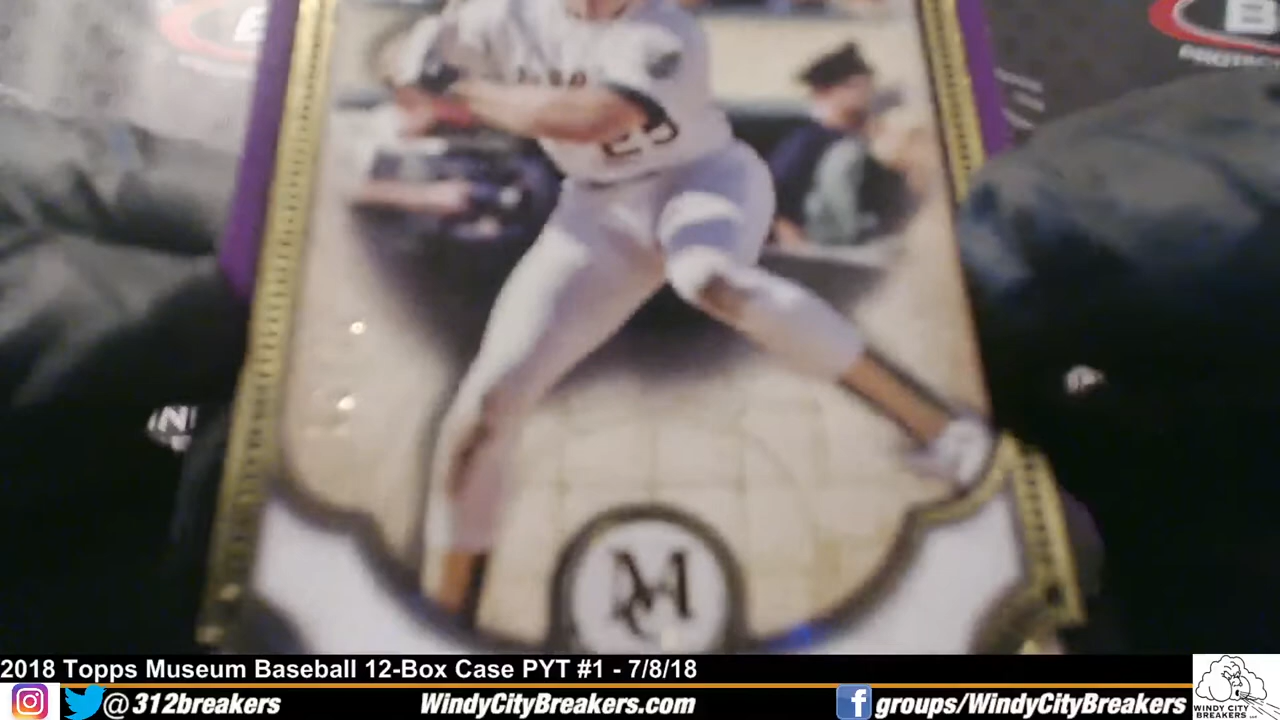 23
M
2018 Topps Museum Baseball 12-Box Case PYT #1 - 7/8/18
@312breakers
WindyCityBreakers.com
groups/WindyCityBreakers
WINDY CITY
BREAKERS